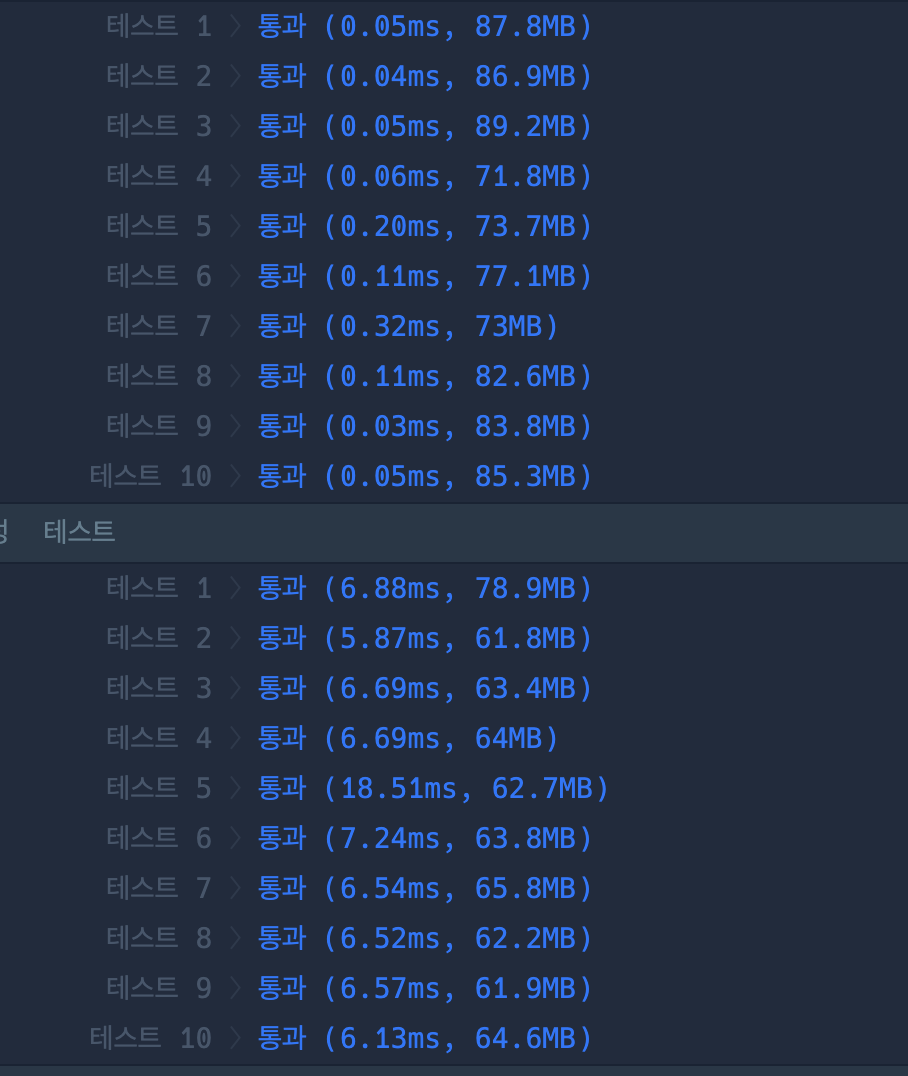 테스트 1 〉 통과 (0.05ms, 87.8MB)
테스트 2 〉 통과 (0.04ms, 86.9MB)
테스트 3 〉 통과 (0.05ms, 89.2MB)
테스트 4 〉 통과 (0.06ms, 71.8MB)
테스트 5 〉 통과 (0.20ms, 73.7MB)
테스트 6 〉 통과 (0.11ms, 77.1MB)
테스트 7 〉 통과 (0.32ms, 73MB)
테스트 8 〉 통과 (0.11ms, 82.6MB)
테스트 9 〉 통과 (0.03ms, 83.8MB)
테스트 10 〉 통과 (0.05ms, 85.3MB)
테스트
테스트 1 〉 통과 (6.88ms, 78.9MB)
테스트 2 〉 통과 (5.87ms, 61.8MB)
테스트 3 〉 통과 (6.69ms, 63.4MB)
테스트 4 〉 통과 (6.69ms, 64MB)
테스트 5 〉 통과 (18.51ms, 62.7MB)
테스트 6 〉 통과 (7.24ms, 63.8MB)
테스트 7 〉 통과 (6.54ms, 65.8MB)
테스트 8 〉 통과 (6.52ms, 62.2MB)
테스트 9 〉 통과 (6.57ms, 61.9MB)
테스트 10 〉 통과 (6.13ms, 64.6MB)